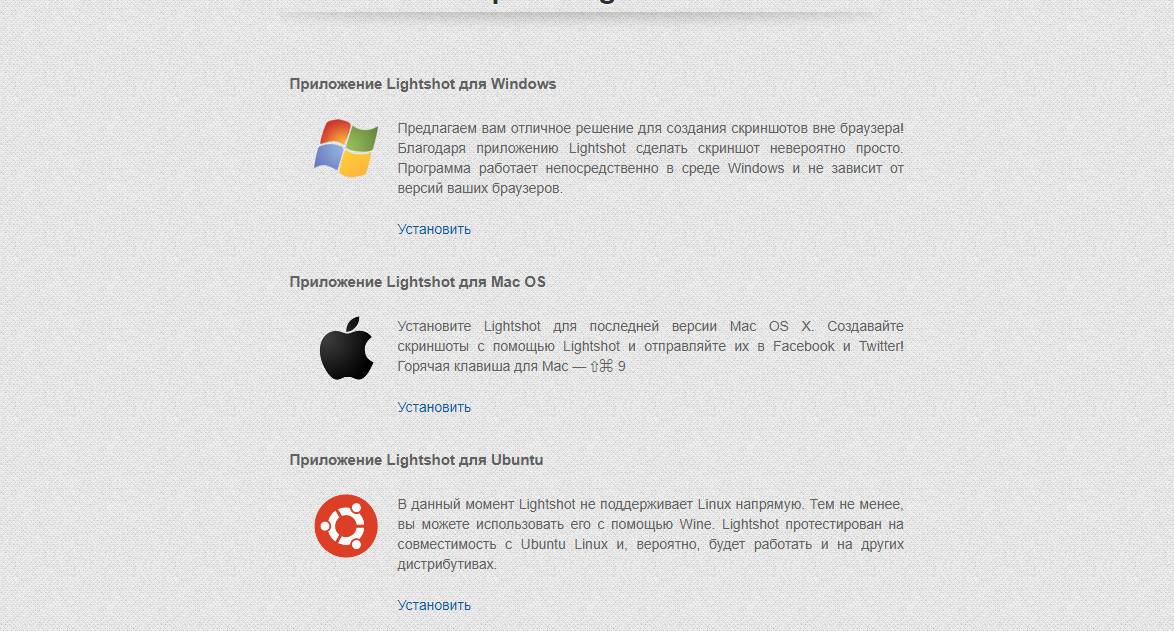 Приложение Lightshot для Windows
Предлагаем вам отличное решение для создания скриншотов вне браузера!
Благодаря приложению Lightshot сделать скриншот невероятно просто.
Программа работает непосредственно в среде Windows и не зависит от
версий ваших браузеров.
Установить
Приложение Lightshot для Mac OS
Установите Lightshot для последней версии Mac OS X. Создавайте
скриншоты с помощью Lightshot и отправляйте их в Facebook и Twitter!
Горячая клавиша для Mac — ⇧⌘ 9
Установить
Приложение Lightshot для Ubuntu
В данный момент Lightshot не поддерживает Linux напрямую. Тем не менее,
вы можете использовать его с помощью Wine. Lightshot протестирован на
совместимость с Ubuntu Linux и, вероятно, будет работать и на других
дистрибутивах.
Установить